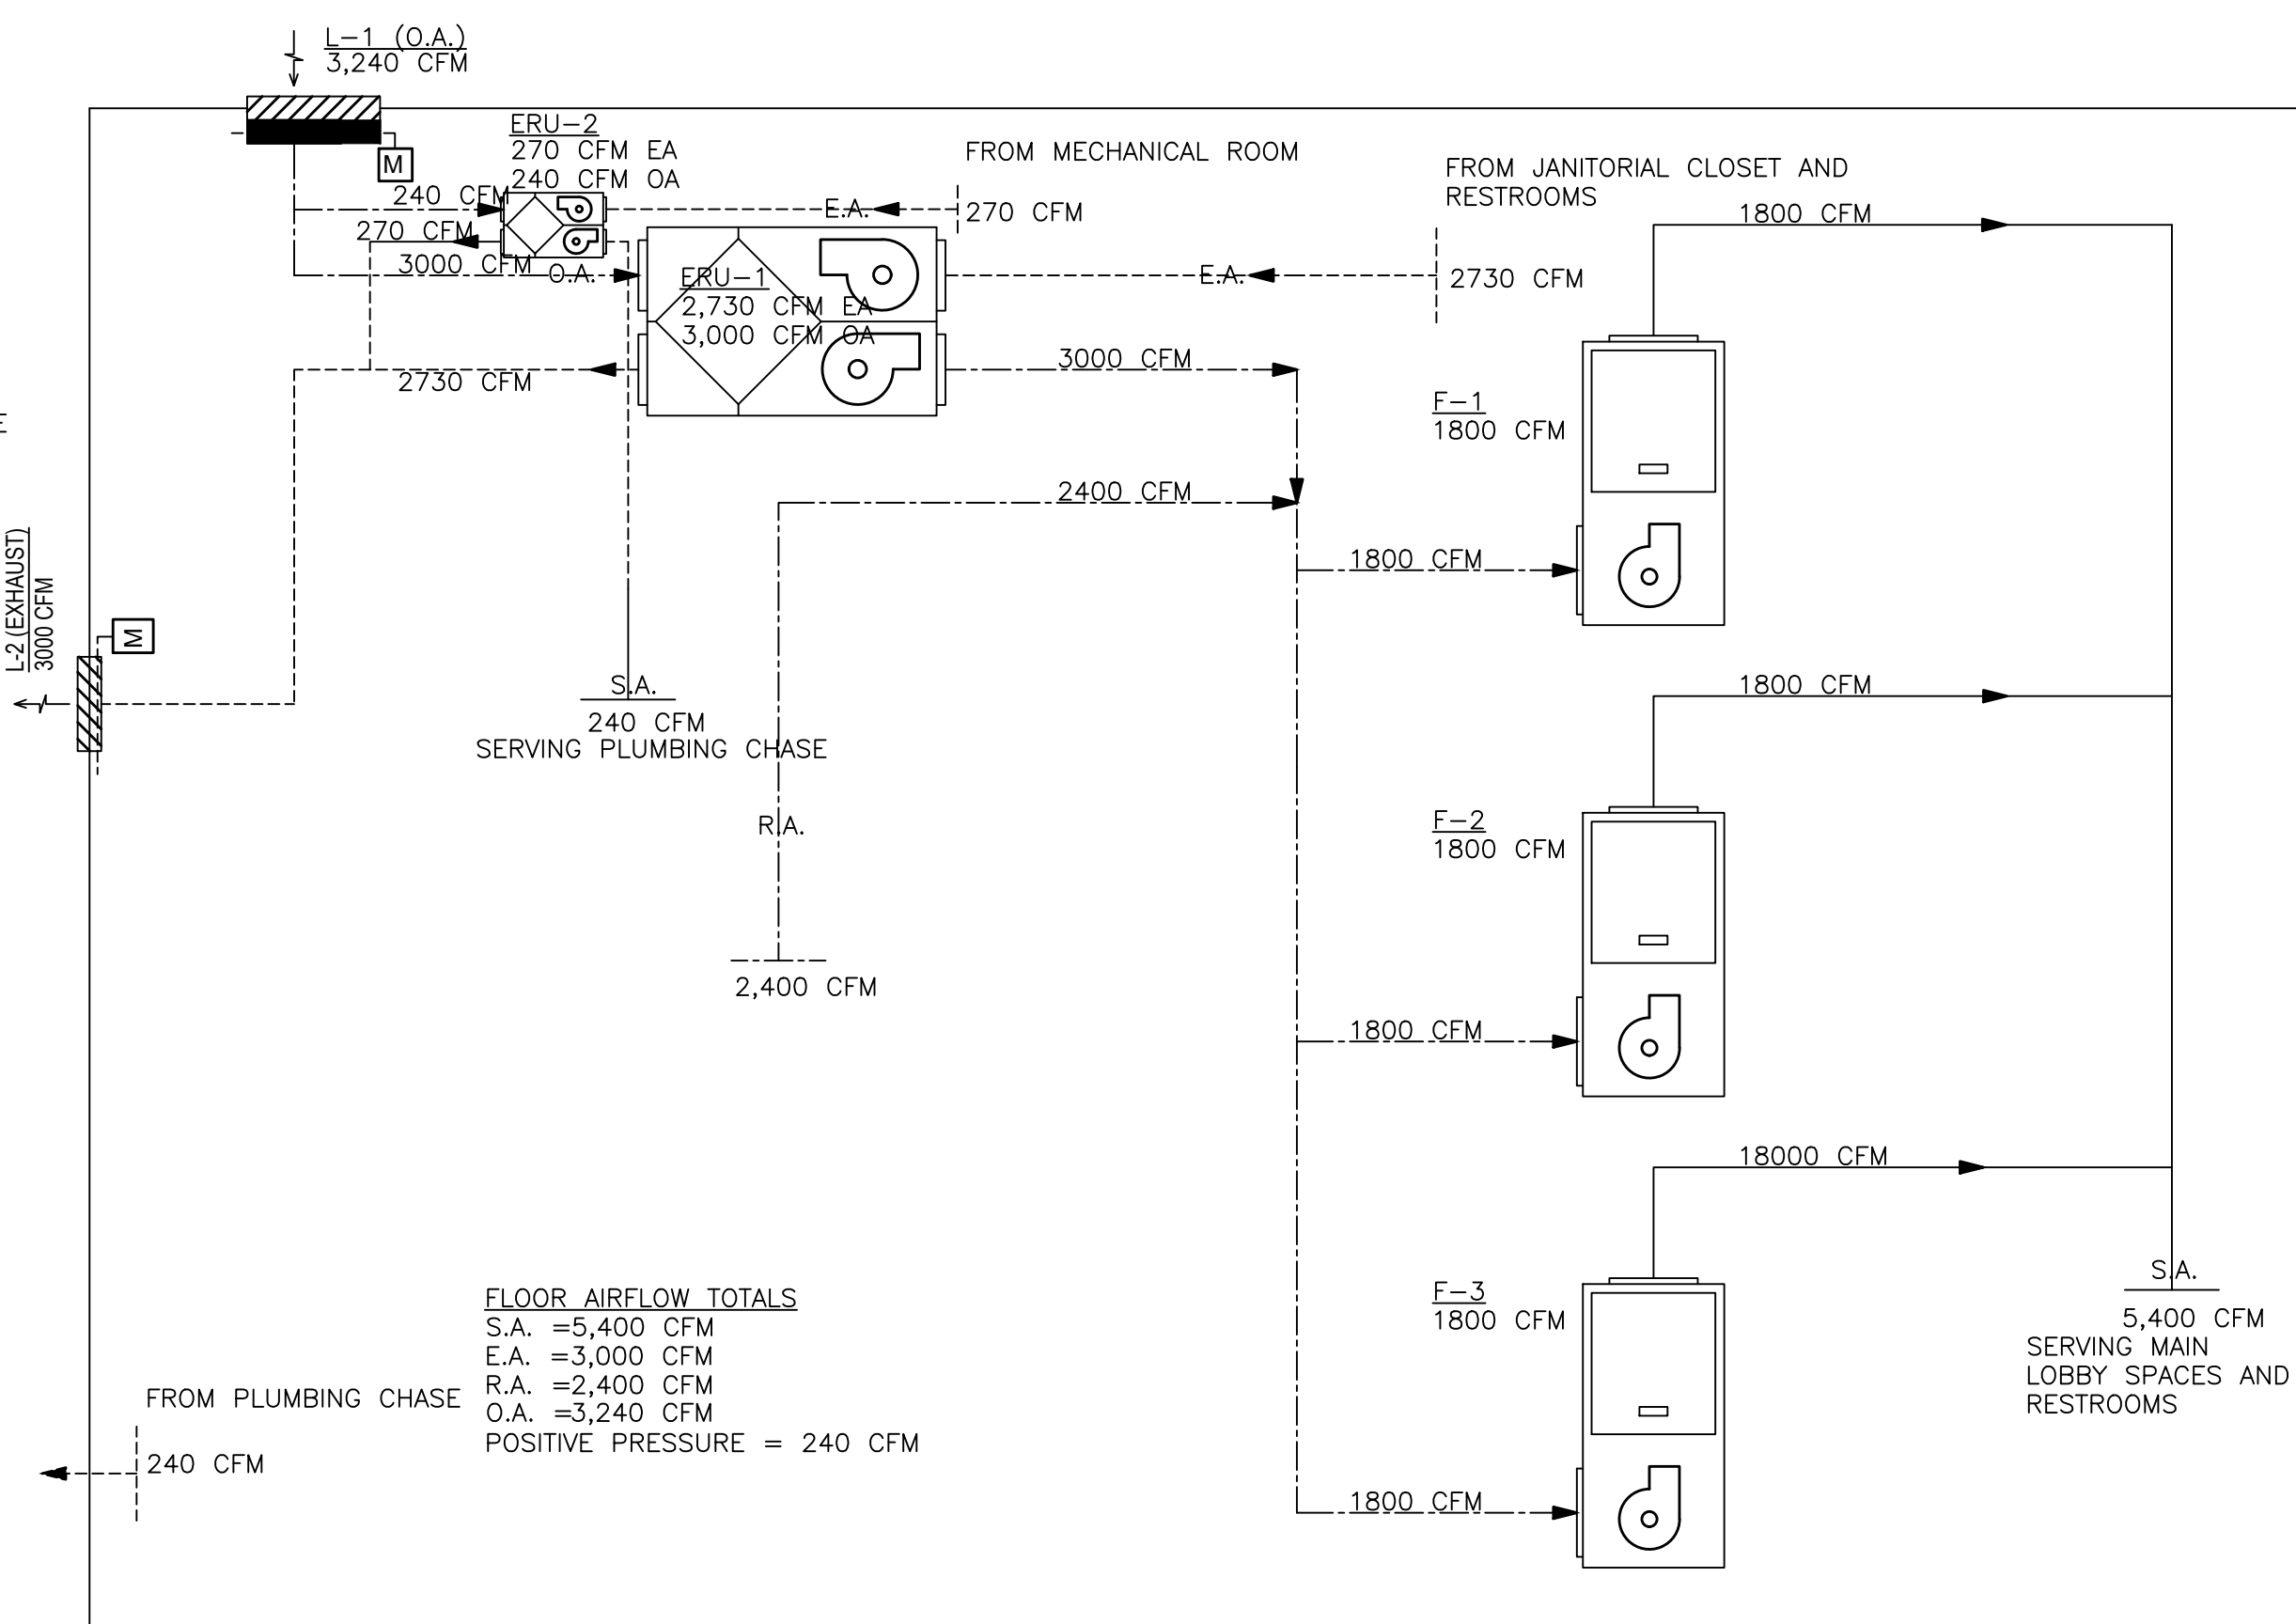 L-1 (O.A.)
3,240 CFM
ERU-2
270 CFM EA
240 CFM OA
M
240 CFM
270 CFM
3000 CFM
O.A.
E.A.
FROM MECHANICAL ROOM
270 CFM
FROM JANITORIAL CLOSET AND
RESTROOMS
2730 CFM
E.A.
ERU-1
2,730 CFM EA
3,000 CFM OA
2730 CFM
3000 CFM
2400 CFM
1800 CFM
F-1
1800 CFM
1800 CFM
L-2 (EXHAUST)
3000 CFM
M
S.A.
240 CFM
SERVING PLUMBING CHASE
R.A.
2,400 CFM
1800 CFM
F-2
1800 CFM
1800 CFM
18000 CFM
F-3
1800 CFM
1800 CFM
S.A.
5,400 CFM
SERVING MAIN
LOBBY SPACES AND
RESTROOMS
FLOOR AIRFLOW TOTALS
S.A. =5,400 CFM
E.A. =3,000 CFM
R.A. =2,400 CFM
O.A. =3,240 CFM
POSITIVE PRESSURE = 240 CFM
FROM PLUMBING CHASE
240 CFM